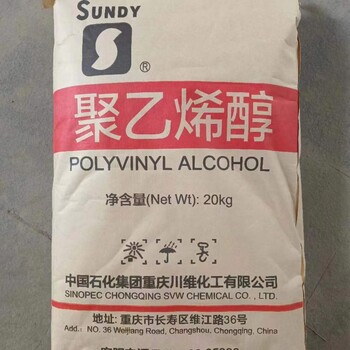 SUNDY
S
®
聚乙烯醇
POLYVINYL ALCOHOL
净含量(Net Wt): 20kg
中国石化集团重庆川维化工有限公司
SINOPEC CHONGQING SVW CHEMICAL CO., LTD.
地址: 重庆市长寿区维江路36号
Add.: NO. 36 Weijiang Road, Changshou, Chongqing, China